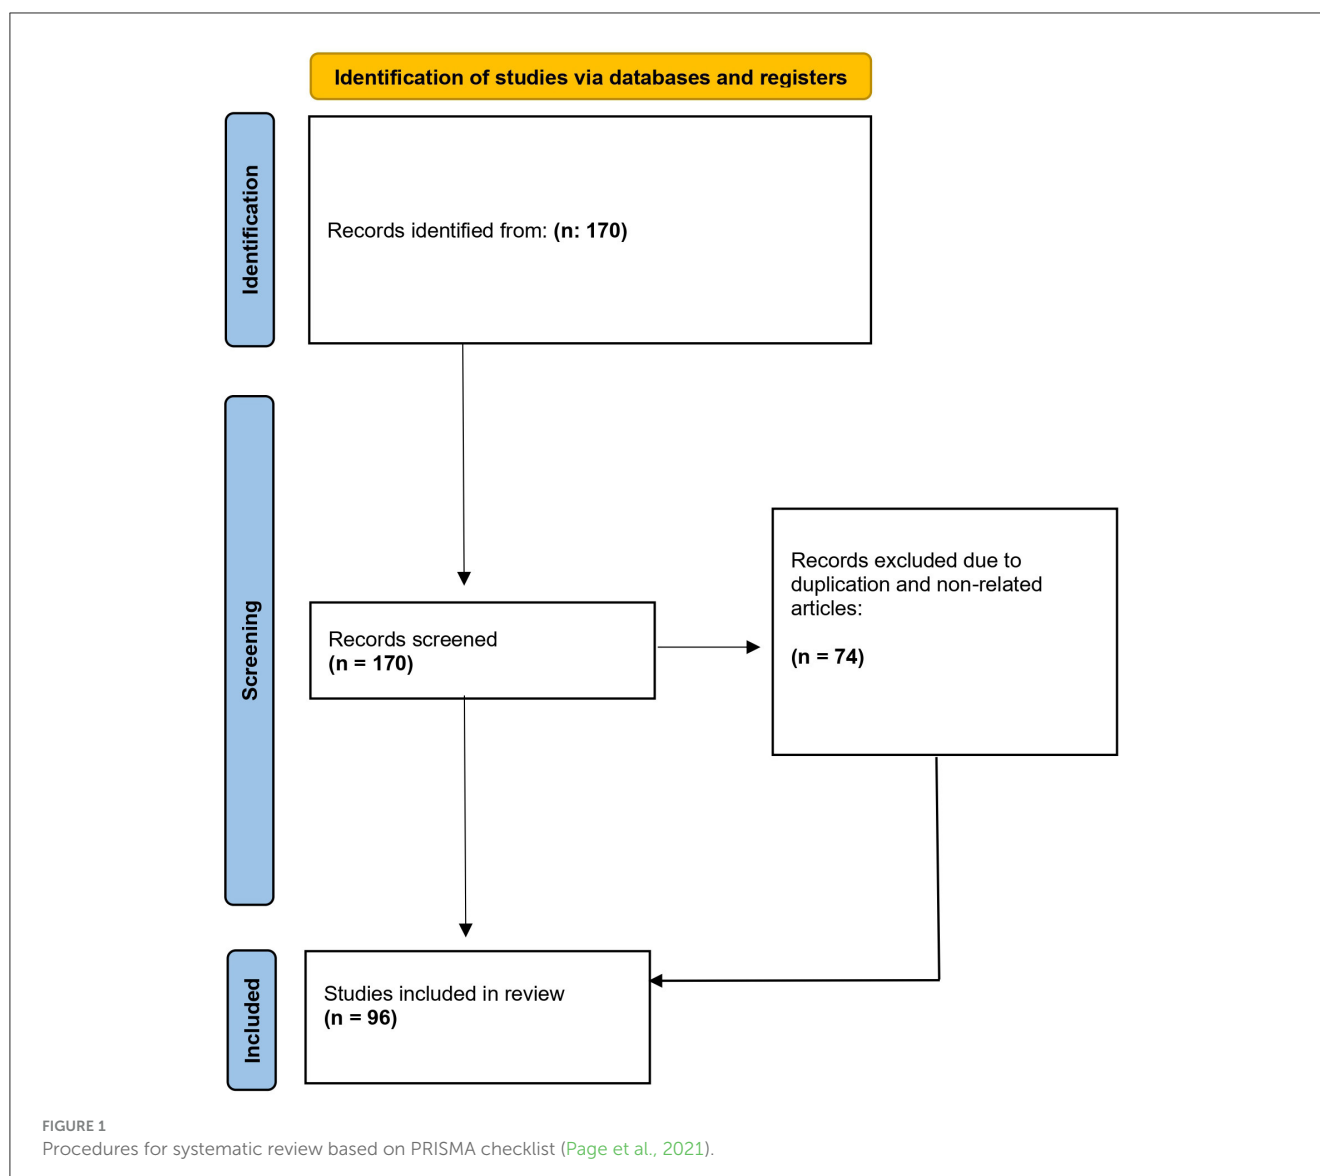 Identification of studies via databases and registers
Identification
Records identified from: (n: 170)
Screening
Records screened
(n = 170)
Records excluded due to
duplication and non-related
articles:
(n = 74)
Included
Studies included in review
(n = 96)
FIGURE 1
Procedures for systematic review based on PRISMA checklist (Page et al., 2021).